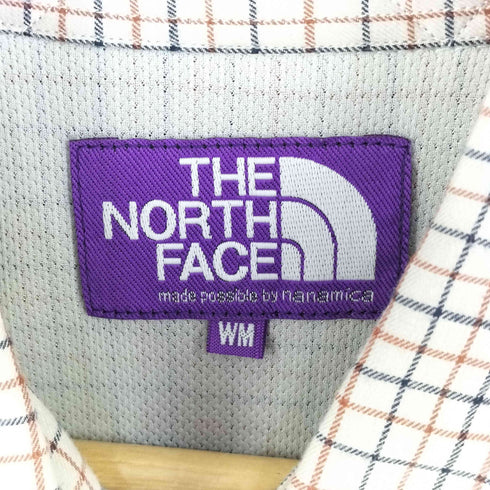 THE
NORTH
FACE
made possible by nanamica
WM